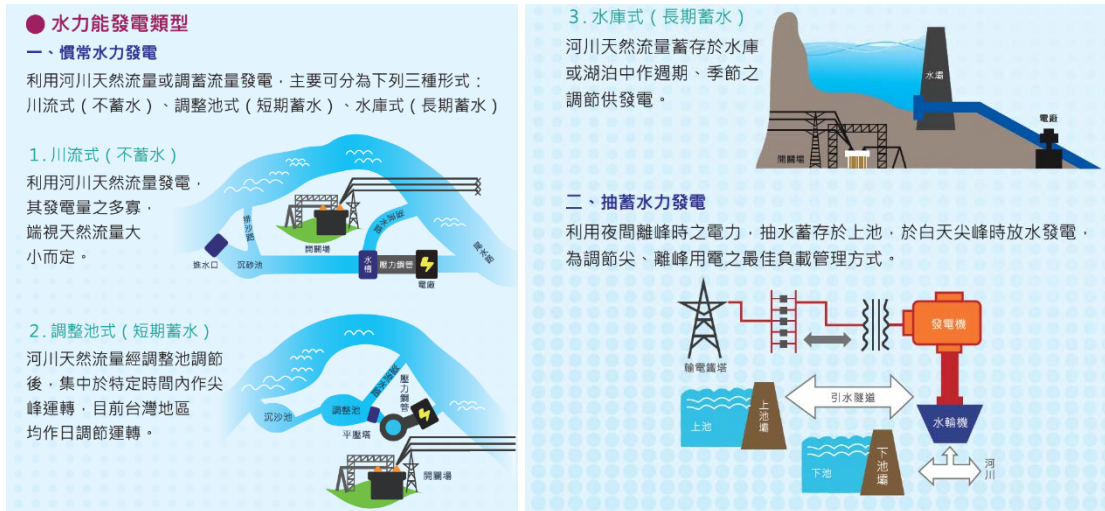 水力能發電類型
一、慣常水力發電
利用河川天然流量或調蓄流量發電,主要可分為下列三種形式:
川流式(不蓄水)、調整池式(短期蓄水)、水庫式(長期蓄水)
1.川流式(不蓄水)
利用河川天然流量發電,
其發電量之多寡,
端視天然流量大
小而定。
排沙路
開關場
溢流水路
尾水路
進水口
沉砂池
水槽
壓力鋼管
電廠
2.調整池式(短期蓄水)
河川天然流量經調整池調節
後,集中於特定時間內作尖
峰運轉,目前台灣地區
均作日調節運轉。
壓力鋼管
沉沙池
調整池
平壓塔
開關場
3.水庫式(長期蓄水)
河川天然流量蓄存於水庫
或湖泊中作週期、季節之
調節供發電。
水壩
電廠
開關場
二、抽蓄水力發電
利用夜間離峰時之電力,抽水蓄存於上池,於白天尖峰時放水發電,
為調節尖、離峰用電之最佳負載管理方式。
發電機
輸電鐵塔
引水隧道
上池
上池壩
水輪機
下池
下池壩
河川